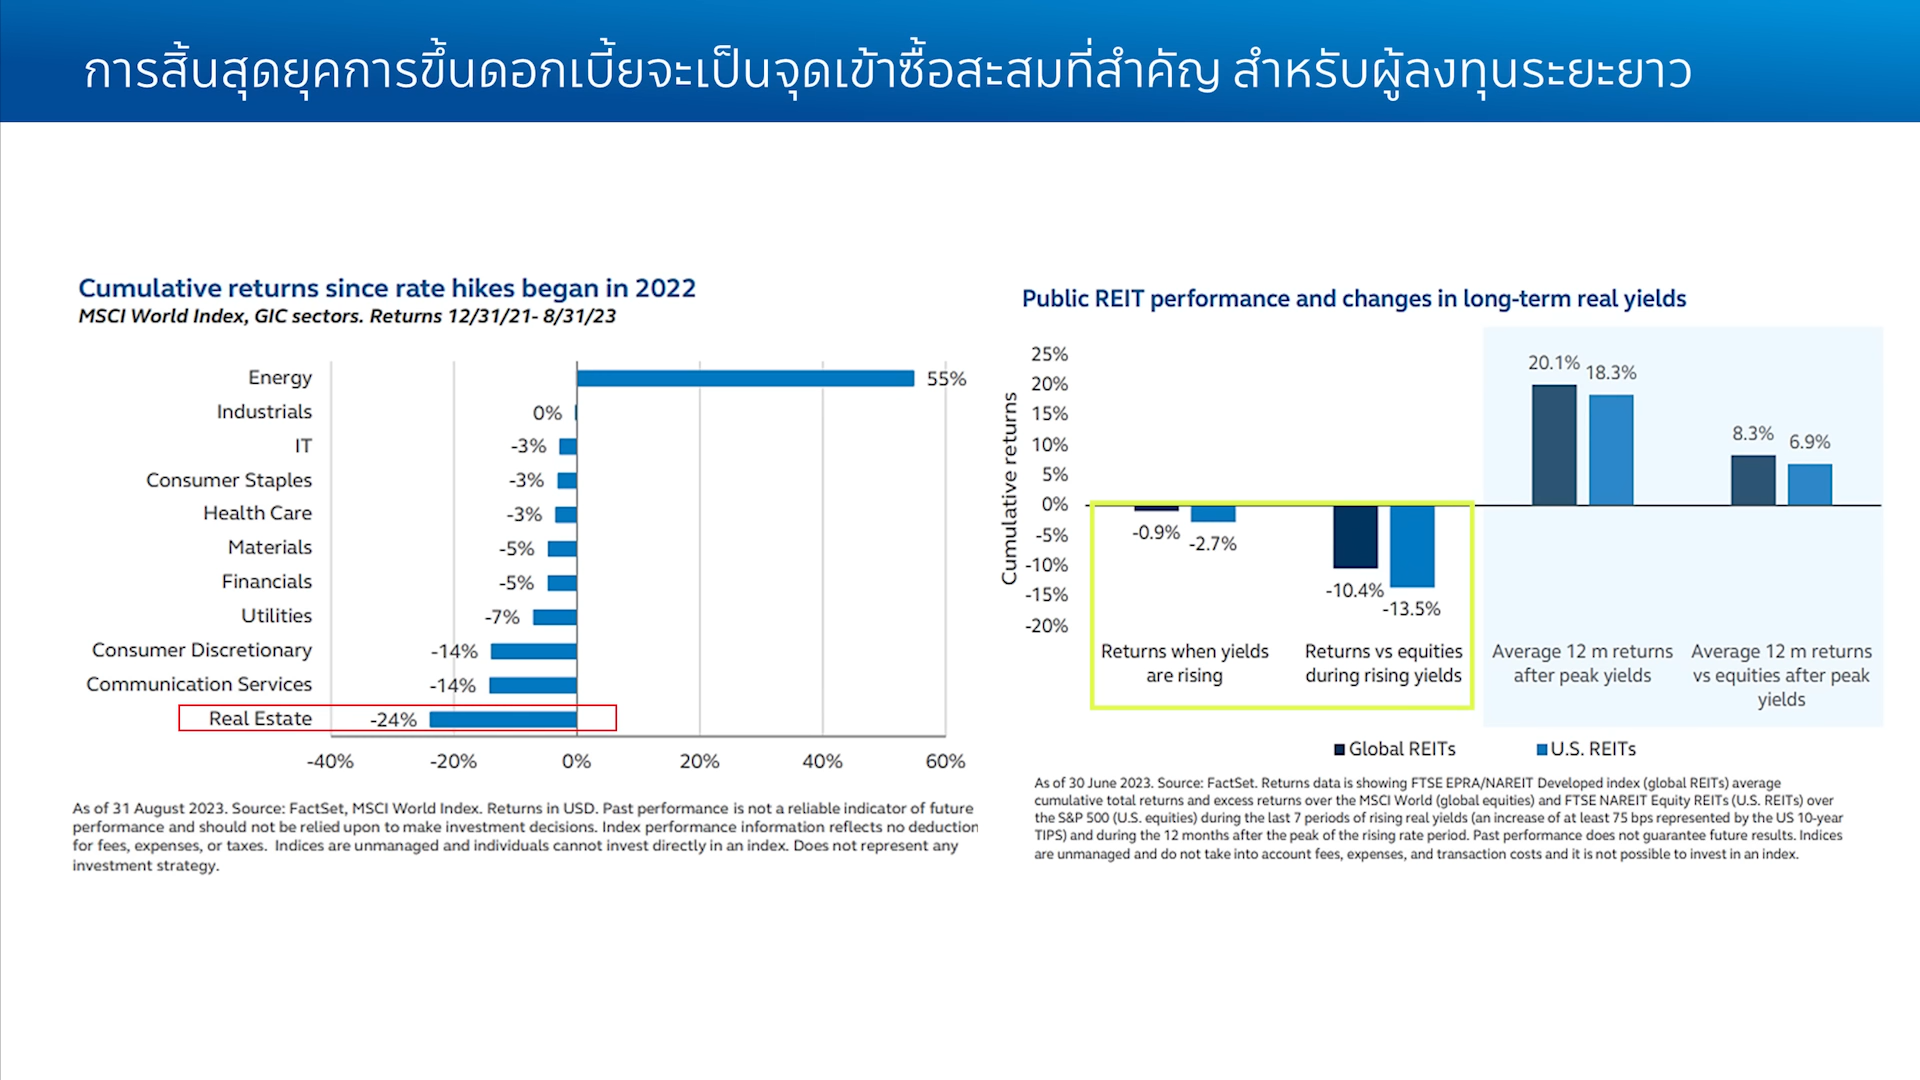 การสิ้นสุดยุคการขึ้นดอกเบี้ยจะเป็นจุดเข้าซื้อสะสมที่สำคัญ สำหรับผู้ลงทุนระยะยาว
Cumulative returns since rate hikes began in 2022
MSCI World Index, GIC sectors. Returns 12/31/21- 8/31/23
Energy 55%
Industrials 0%
IT -3%
Consumer Staples -3%
Health Care -3%
Materials -5%
Financials -5%
Utilities -7%
Consumer Discretionary -14%
Communication Services -14%
Real Estate -24%
-40% -20% 0% 20% 40% 60%
As of 31 August 2023. Source: FactSet, MSCI World Index. Returns in USD. Past performance is not a reliable indicator of future
performance and should not be relied upon to make investment decisions. Index performance information reflects no deduction
for fees, expenses, or taxes. Indices are unmanaged and individuals cannot invest directly in an index. Does not represent any
investment strategy.
Public REIT performance and changes in long-term real yields
Cumulative returns
25%
20%
15%
10%
5%
0%
-5%
-10%
-15%
-20%
-0.9%
-2.7%
-10.4%
-13.5%
20.1%
18.3%
8.3%
6.9%
Returns when yields
are rising
Returns vs equities
during rising yields
Average 12 m returns
after peak yields
Average 12 m returns
vs equities after peak
yields
Global REITs U.S. REITs
As of 30 June 2023. Source: FactSet. Returns data is showing FTSE EPRA/NAREIT Developed index (global REITs) average
cumulative total returns and excess returns over the MSCI World (global equities) and FTSE NAREIT Equity REITs (U.S. REITs) over
the S&P 500 (U.S. equities) during the last 7 periods of rising real yields (an increase of at least 75 bps represented by the US 10-year
TIPS) and during the 12 months after the peak of the rising rate period. Past performance does not guarantee future results. Indices
are unmanaged and do not take into account fees, expenses, and transaction costs and it is not possible to invest in an index.